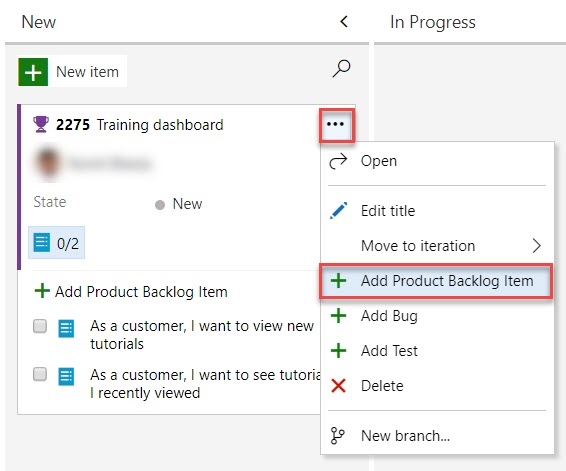 New
In Progress
New item
2275 Training dashboard
State
New
0/2
Add Product Backlog Item
As a customer, I want to view new
tutorials
As a customer, I want to see
I recently viewed
Open
Edit title
Move to iteration
Add Product Backlog Item
Add Bug
Add Test
Delete
New branch...